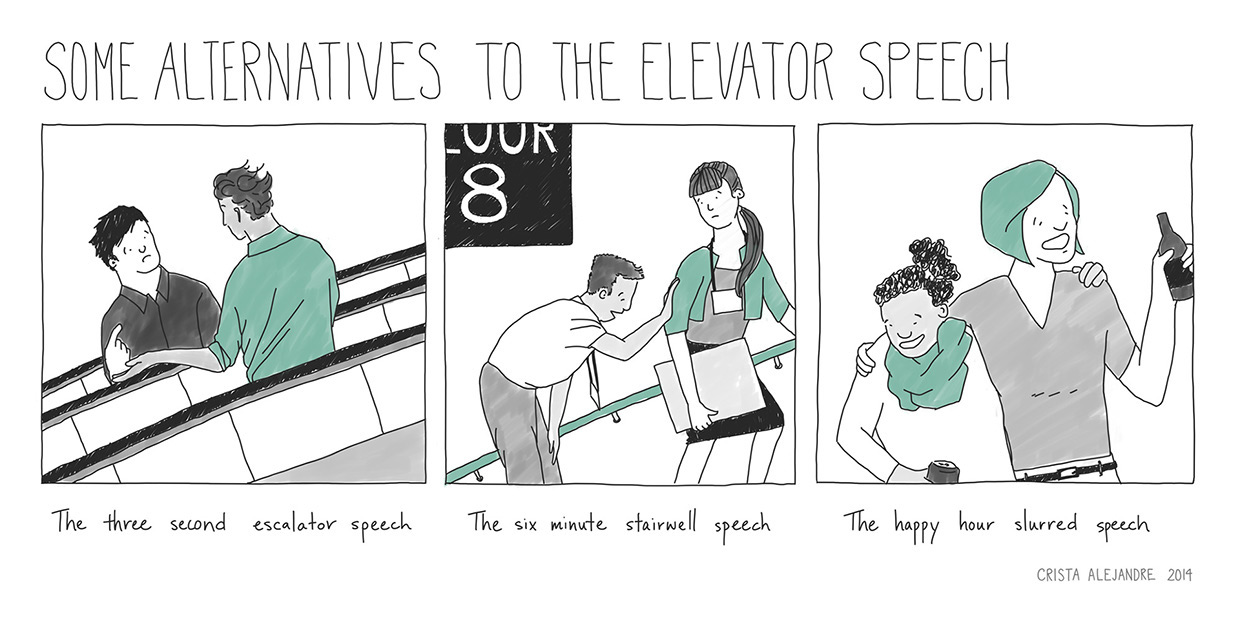 SOME ALTERNATIVES TO THE ELEVATOR SPEECH
LOOR
8
The three second escalator speech
The six minute stairwell speech
The happy hour slurred speech
CRISTA ALEJANDRE 2014